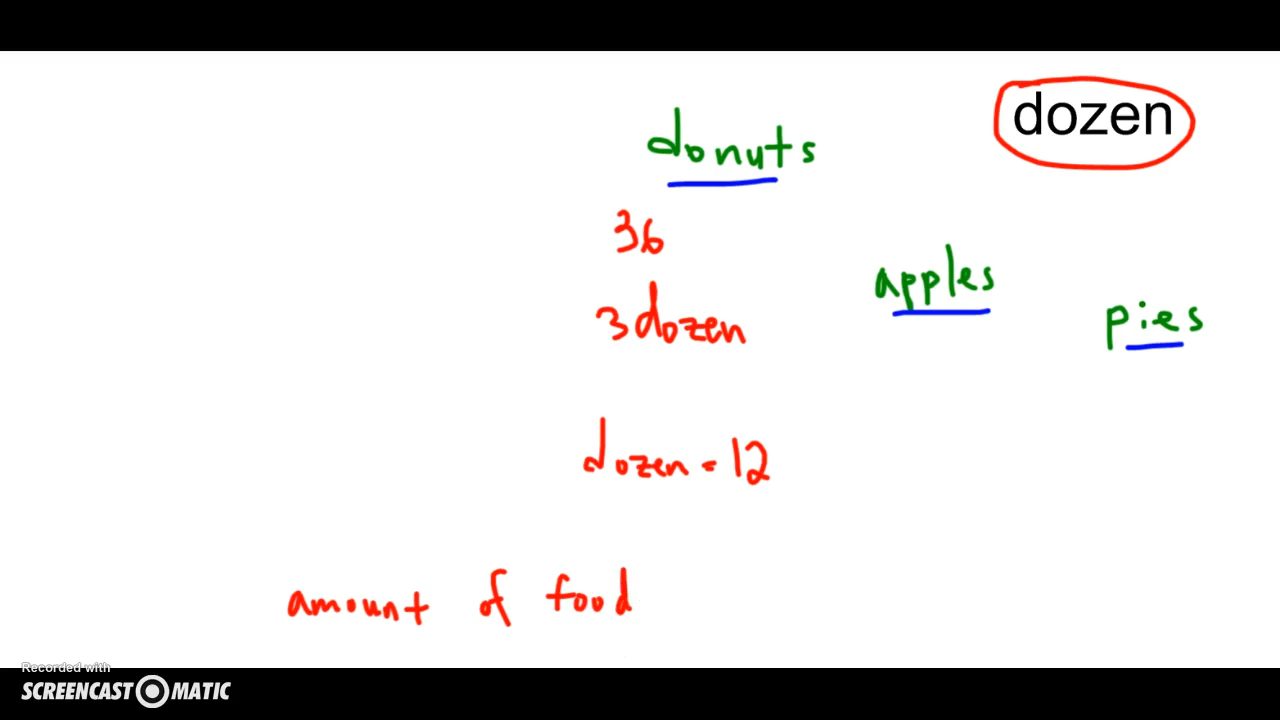 dozen
donuts
36
3 dozen
apples
pies
dozen = 12
amount of food
Recorded with
SCREENCAST MATIC